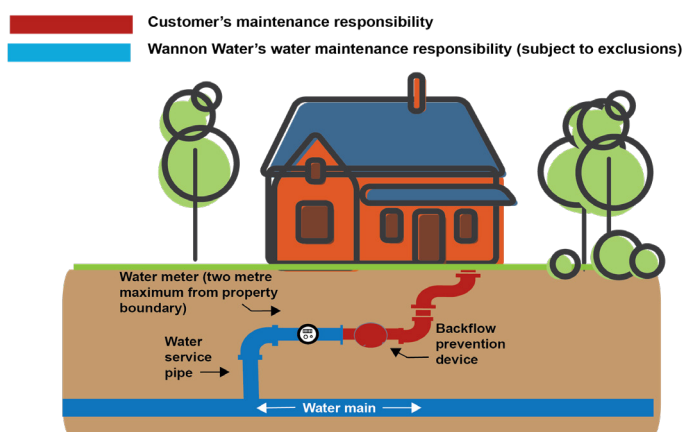 Customer's maintenance responsibility
Wannon Water's water maintenance responsibility (subject to exclusions)
Water meter (two metre
maximum from property
boundary)
Water
service
pipe
Backflow
prevention
device
Water main